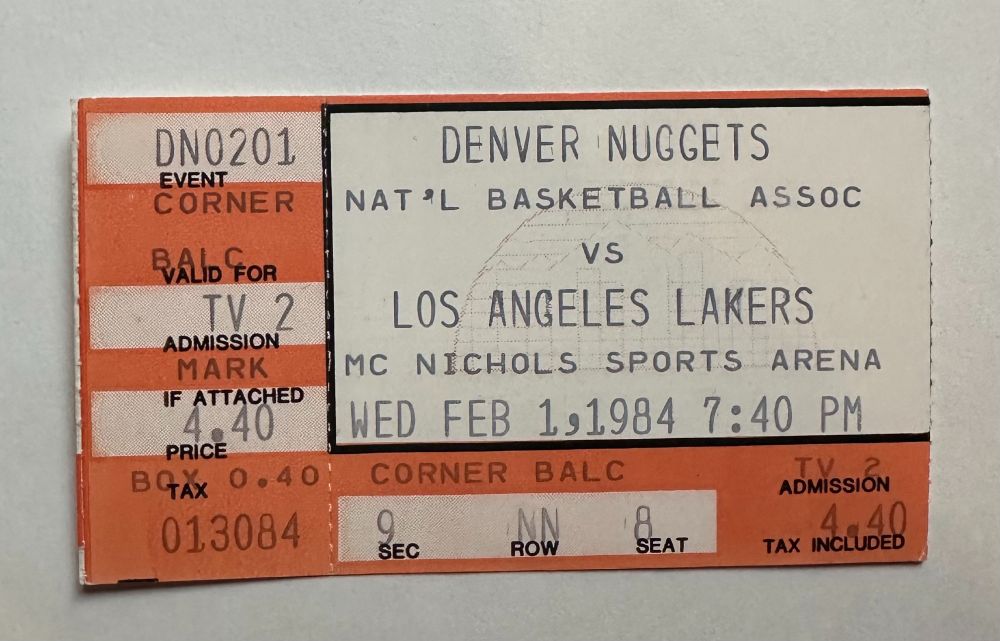 DN0201
EVENT
CORNER
BALC
VALID FOR
TV 2
ADMISSION
MARK
IF ATTACHED
4.40
PRICE
BOX 0.40
TAX
013084
DENVER NUGGETS
NAT'L BASKETBALL ASSOC
VS
LOS ANGELES LAKERS
MC NICHOLS SPORTS ARENA
WED FEB 1,1984 7:40 PM
CORNER BALC TV 2
ADMISSION
9 NN 8 4.40
SEC ROW SEAT TAX INCLUDED